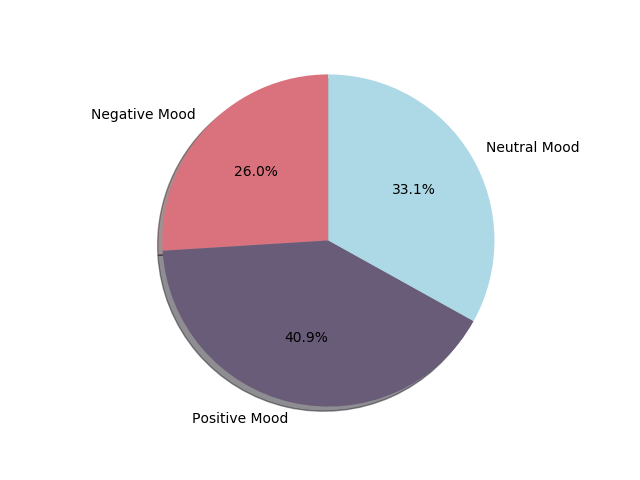 Negative Mood
Neutral Mood
26.0%
33.1%
40.9%
Positive Mood